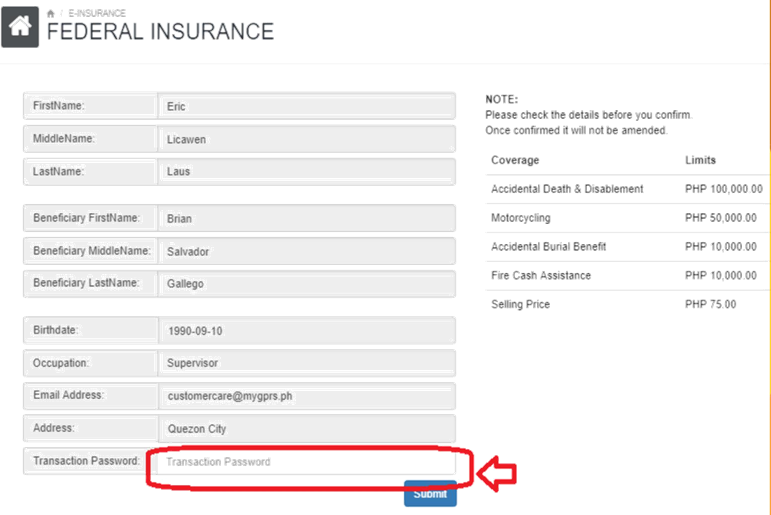 / E-INSURANCE
FEDERAL INSURANCE
FirstName: Eric
MiddleName: Licawen
LastName: Laus
Beneficiary FirstName: Brian
Beneficiary MiddleName: Salvador
Beneficiary LastName: Gallego
Birthdate: 1990-09-10
Occupation: Supervisor
Email Address: customercare@mygprs.ph
Address: Quezon City
Transaction Password: Transaction Password
Submit
NOTE:
Please check the details before you confirm.
Once confirmed it will not be amended.
Coverage Limits
Accidental Death & Disablement PHP 100,000.00
Motorcycling PHP 50,000.00
Accidental Burial Benefit PHP 10,000.00
Fire Cash Assistance PHP 10,000.00
Selling Price PHP 75.00